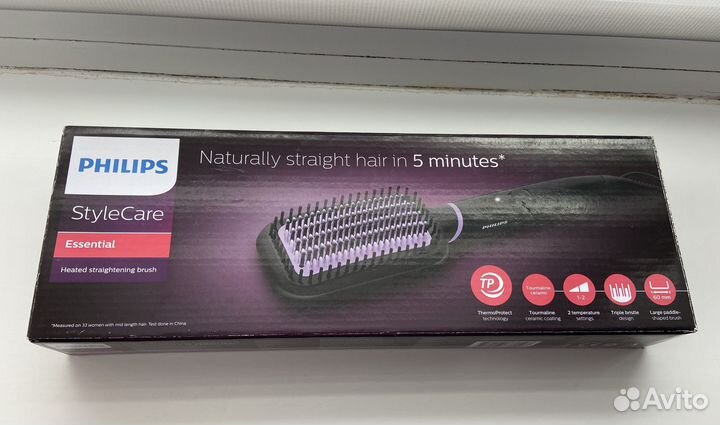 PHILIPS
StyleCare
Essential
Heated straightening brush
Naturally straight hair in 5 minutes*
PHILIPS
TP
ThermoProtect
technology
Tourmaline
ceramic
Tourmaline
ceramic coating
1-2
2 temperature
settings
Triple bristle
design
60 mm
Large paddle-
shaped brush
*Measured on 33 women with mid length hair. Test done in China
Avito